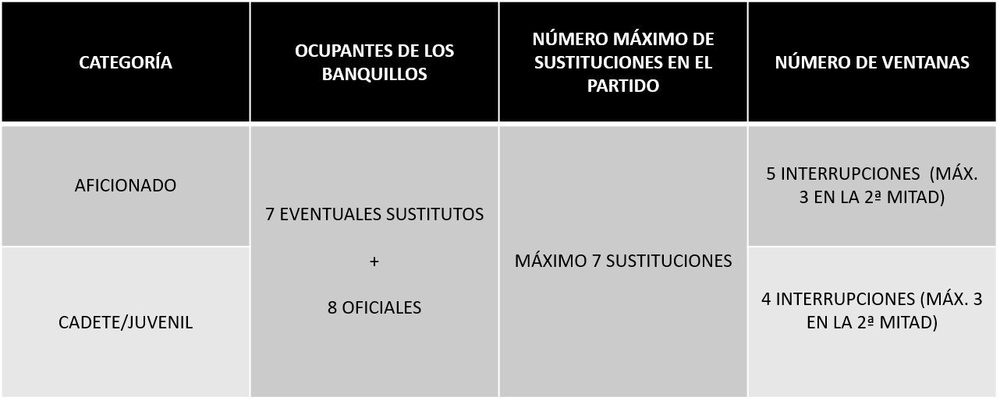 CATEGORÍA
OCUPANTES DE LOS
BANQUILLOS
NÚMERO MÁXIMO DE
SUSTITUCIONES EN EL
PARTIDO
NÚMERO DE VENTANAS
AFICIONADO
7 EVENTUALES SUSTITUTOS
+
8 OFICIALES
MÁXIMO 7 SUSTITUCIONES
5 INTERRUPCIONES (MÁX.
3 EN LA 2ª MITAD)
CADETE/JUVENIL
4 INTERRUPCIONES (MÁX. 3
EN LA 2ª MITAD)